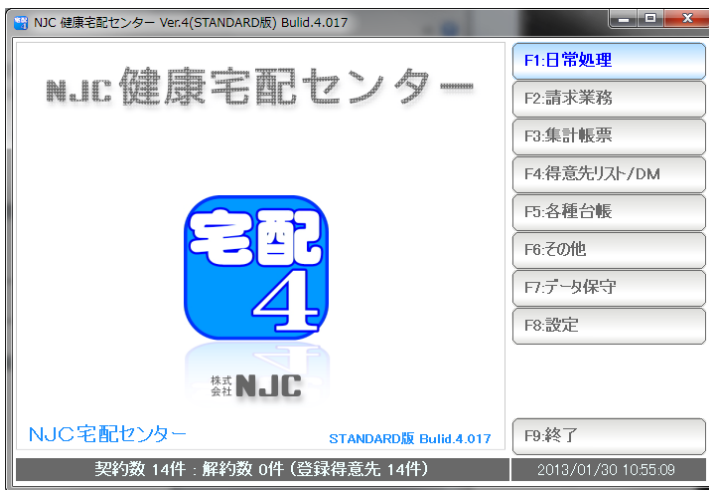 NJC 健康宅配センター Ver.4(STANDARD版) Bulid.4.017
NJC健康宅配センター
宅配
4
株式会社NJC
NJC宅配センター
STANDARD版 Bulid.4.017
F1:日常処理
F2:請求業務
F3:集計帳票
F4:得意先リスト/DM
F5:各種台帳
F6:その他
F7:データ保守
F8:設定
F9:終了
契約数 14件 : 解約数 0件 (登録得意先 14件)
2013/01/30 10:55:09